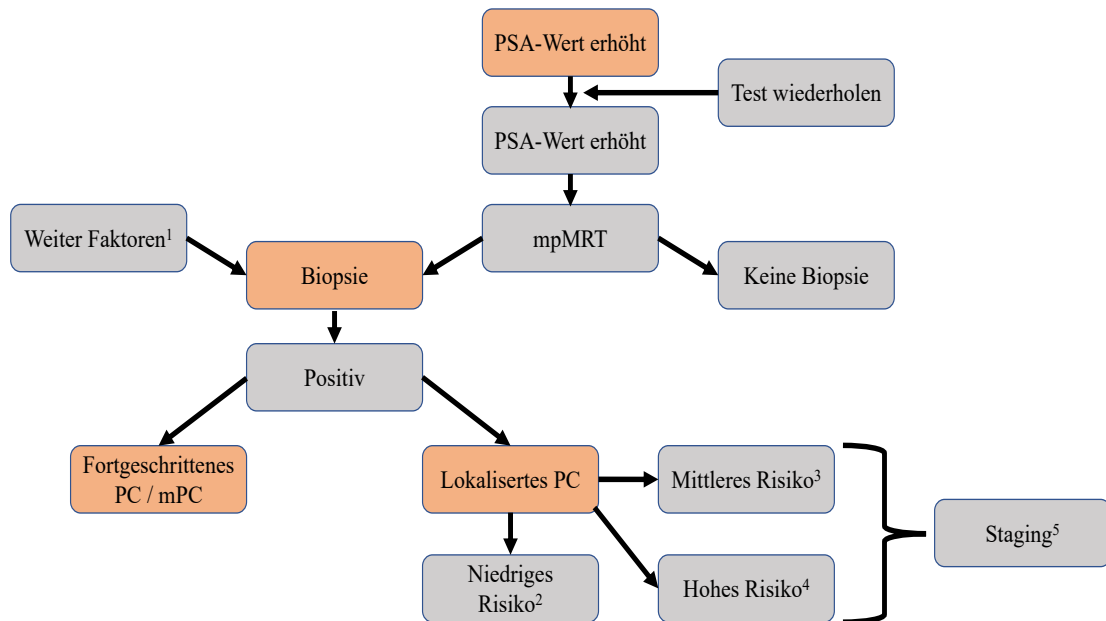 PSA-Wert erhöht
Test wiederholen
PSA-Wert erhöht
Weiter Faktoren¹
mpMRT
Biopsie
Keine Biopsie
Positiv
Fortgeschrittenes
PC / mPC
Lokalisertes PC
Mittleres Risiko³
Staging⁵
Niedriges
Risiko²
Hohes Risiko⁴